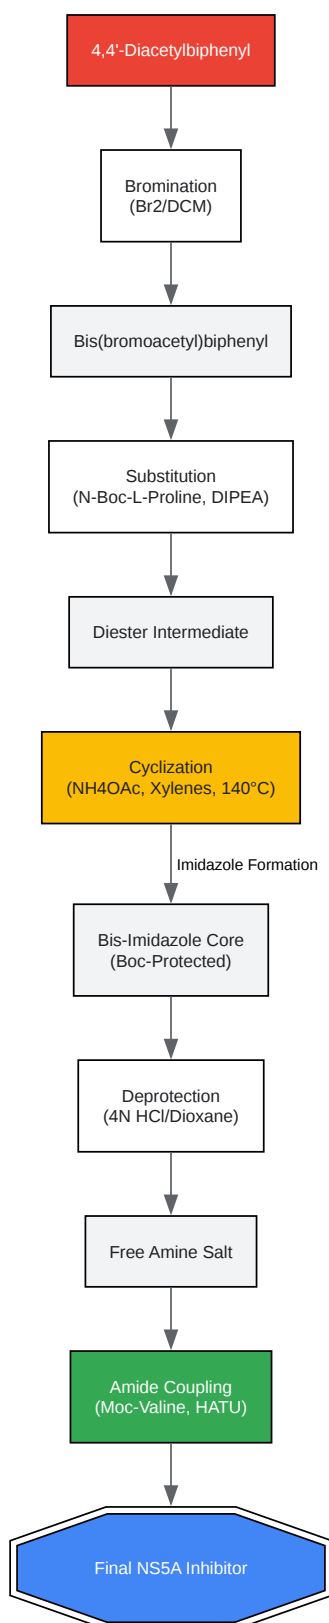 4,4'-Diacetylbiphenyl
Bromination
(Br2/DCM)
Bis(bromoacetyl)biphenyl
Substitution
(N-Boc-L-Proline, DIPEA)
Diester Intermediate
Cyclization
(NH4OAc, Xylenes, 140°C)
Imidazole Formation
Bis-Imidazole Core
(Boc-Protected)
Deprotection
(4N HCl/Dioxane)
Free Amine Salt
Amide Coupling
(Moc-Valine, HATU)
Final NS5A Inhibitor